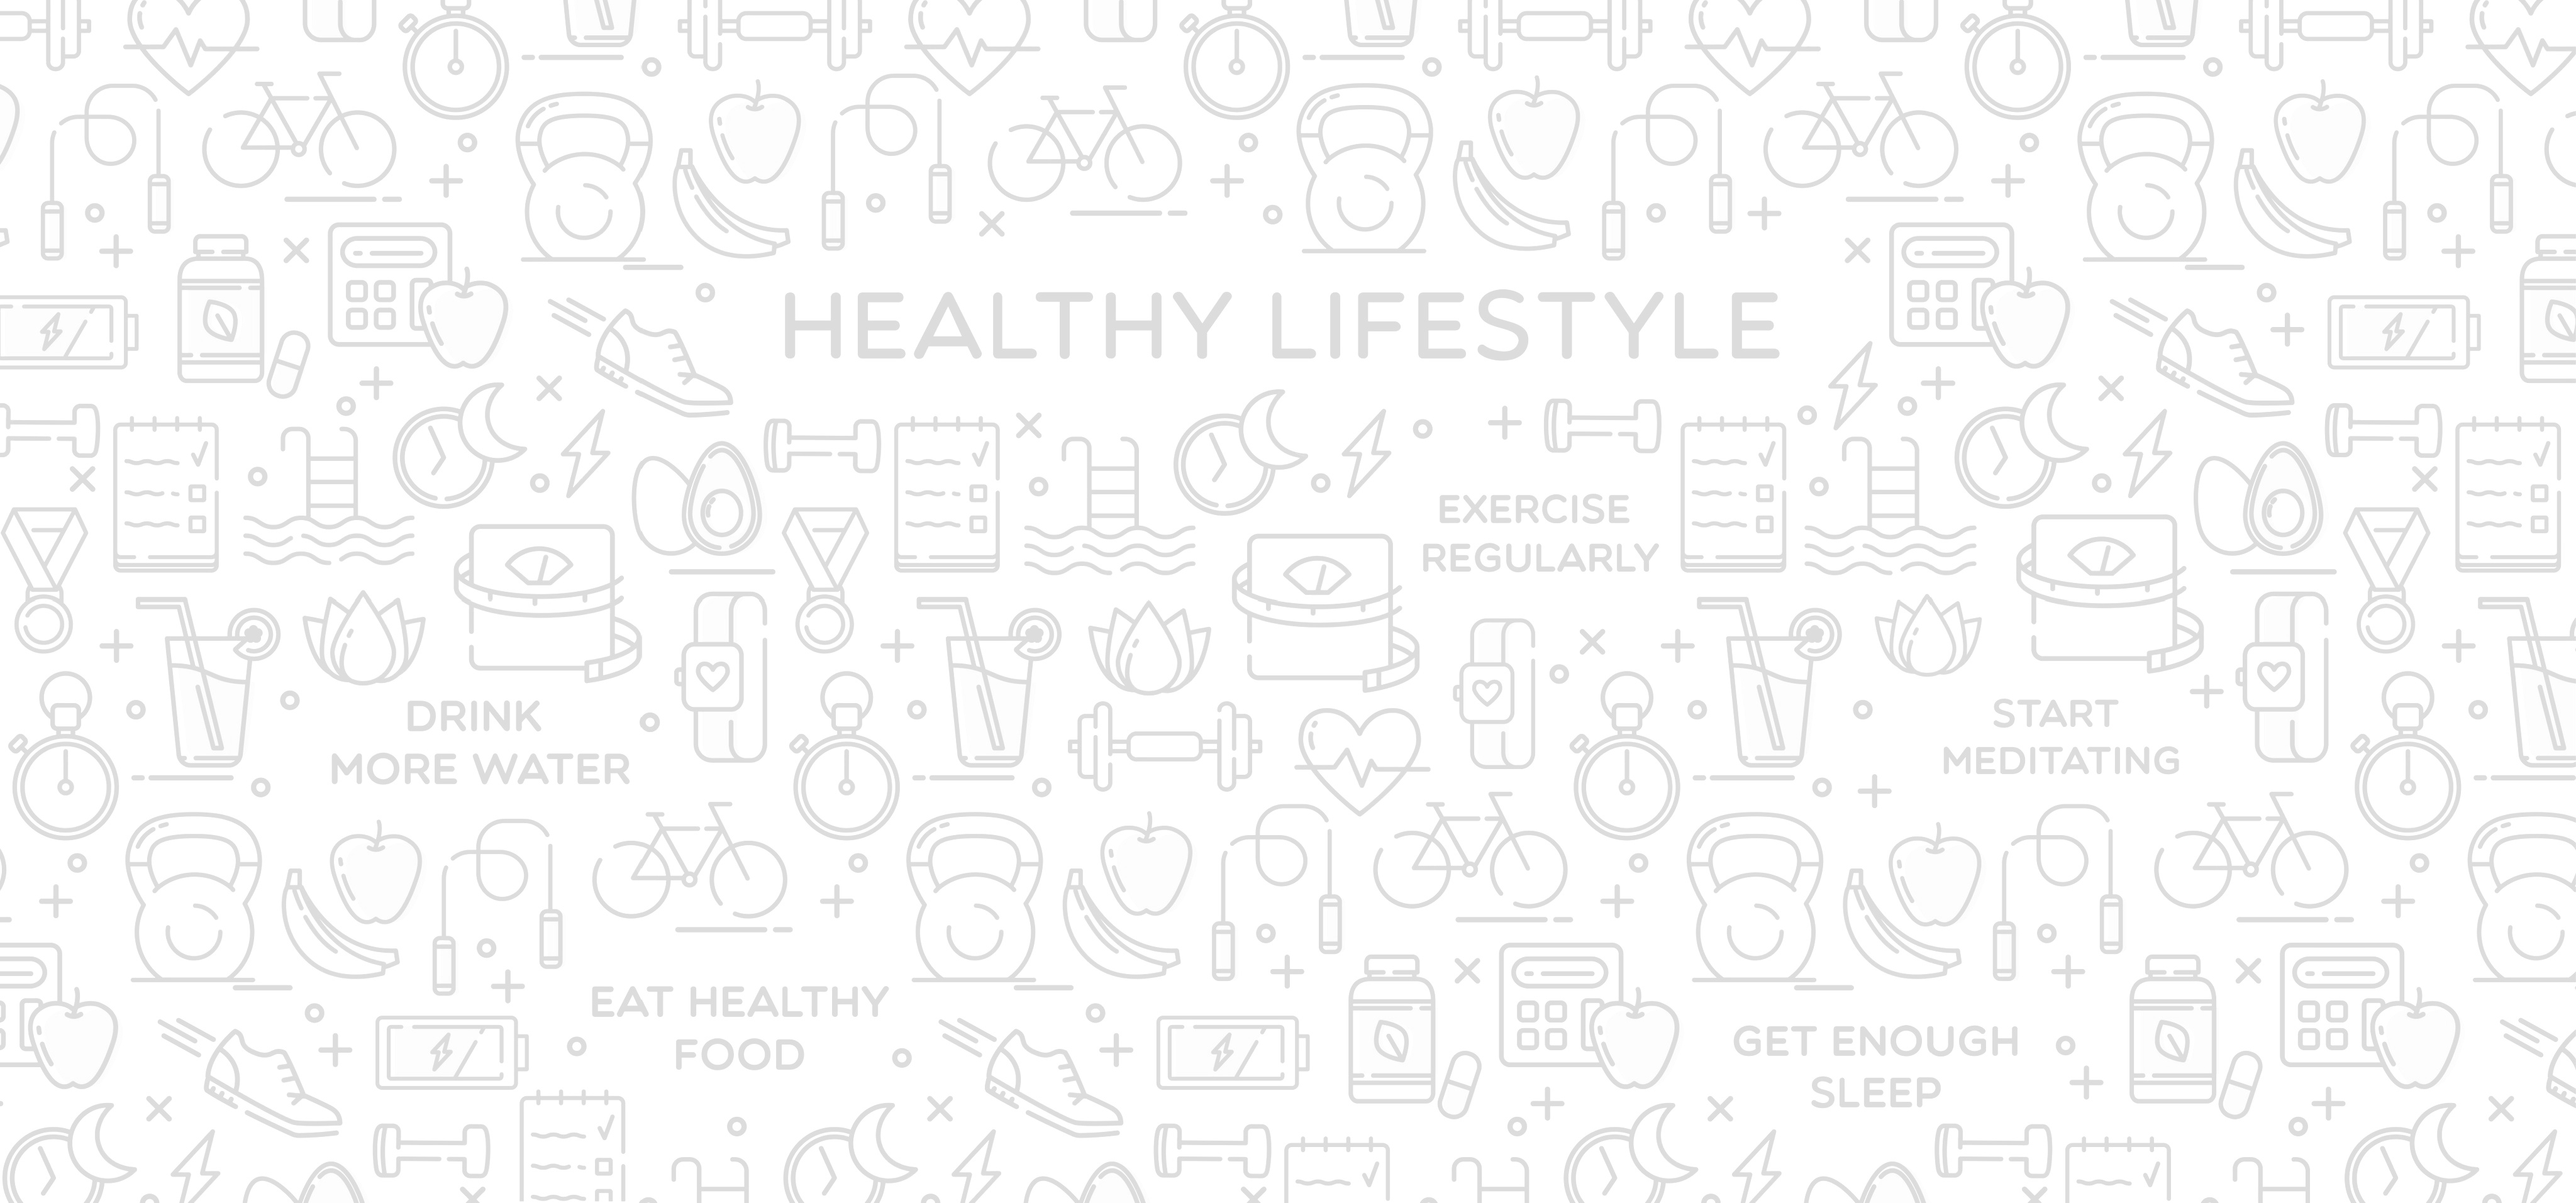 HEALTHY LIFESTYLE
EXERCISE
REGULARLY
DRINK
MORE WATER
START
MEDITATING
EAT HEALTHY
FOOD
GET ENOUGH
SLEEP